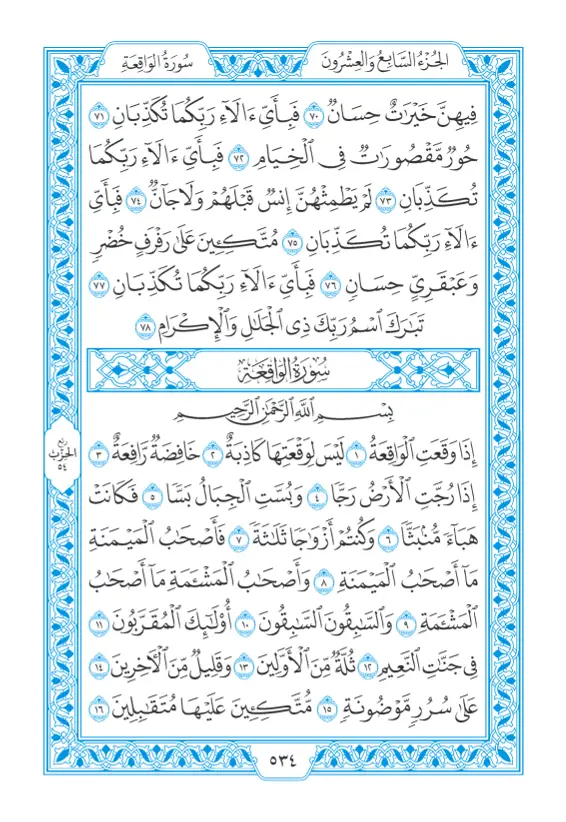 الجُزْءُ السَّابِعُ وَالعِشْرُونَ
سُورَةُ الوَاقِعَةِ
فِيهِنَّ خَيْرَٰتٌ حِسَانٌ ٧٠ فَبِأَيِّ ءَالَآءِ رَبِّكُمَا تُكَذِّبَانِ ٧١
حُورٌ مَّقْصُورَٰتٌ فِي ٱلْخِيَامِ ٧٢ فَبِأَيِّ ءَالَآءِ رَبِّكُمَا
تُكَذِّبَانِ ٧٣ لَمْ يَطْمِثْهُنَّ إِنسٌ قَبْلَهُمْ وَلَا جَآنٌّ ٧٤ فَبِأَيِّ
ءَالَآءِ رَبِّكُمَا تُكَذِّبَانِ ٧٥ مُتَّكِـِٔينَ عَلَىٰ رَفْرَفٍ خُضْرٍ
وَعَبْقَرِيٍّ حِسَانٍ ٧٦ فَبِأَيِّ ءَالَآءِ رَبِّكُمَا تُكَذِّبَانِ ٧٧
تَبَٰرَكَ ٱسْمُ رَبِّكَ ذِي ٱلْجَلَٰلِ وَٱلْإِكْرَامِ ٧٨
سُورَةُ الوَاقِعَةِ
بِسْمِ ٱللَّهِ ٱلرَّحْمَٰنِ ٱلرَّحِيمِ
إِذَا وَقَعَتِ ٱلْوَاقِعَةُ ١ لَيْسَ لِوَقْعَتِهَا كَاذِبَةٌ ٢ خَافِضَةٌ رَّافِعَةٌ ٣
إِذَا رُجَّتِ ٱلْأَرْضُ رَجًّا ٤ وَبُسَّتِ ٱلْجِبَالُ بَسًّا ٥ فَكَانَتْ
هَبَآءً مُّنۢبَثًّا ٦ وَكُنتُمْ أَزْوَٰجًا ثَلَٰثَةً ٧ فَأَصْحَٰبُ ٱلْمَيْمَنَةِ
مَآ أَصْحَٰبُ ٱلْمَيْمَنَةِ ٨ وَأَصْحَٰبُ ٱلْمَشْـَٔمَةِ مَآ أَصْحَٰبُ
ٱلْمَشْـَٔمَةِ ٩ وَٱلسَّٰبِقُونَ ٱلسَّٰبِقُونَ ١٠ أُو۟لَٰٓئِكَ ٱلْمُقَرَّبُونَ ١١
فِي جَنَّٰتِ ٱلنَّعِيمِ ١٢ ثُلَّةٌ مِّنَ ٱلْأَوَّلِينَ ١٣ وَقَلِيلٌ مِّنَ ٱلْءَاخِرِينَ ١٤
عَلَىٰ سُرُرٍ مَّوْضُونَةٍ ١٥ مُّتَّكِـِٔينَ عَلَيْهَا مُتَقَٰبِلِينَ ١٦
ربع
الحزب
٥٤
٥٣٤